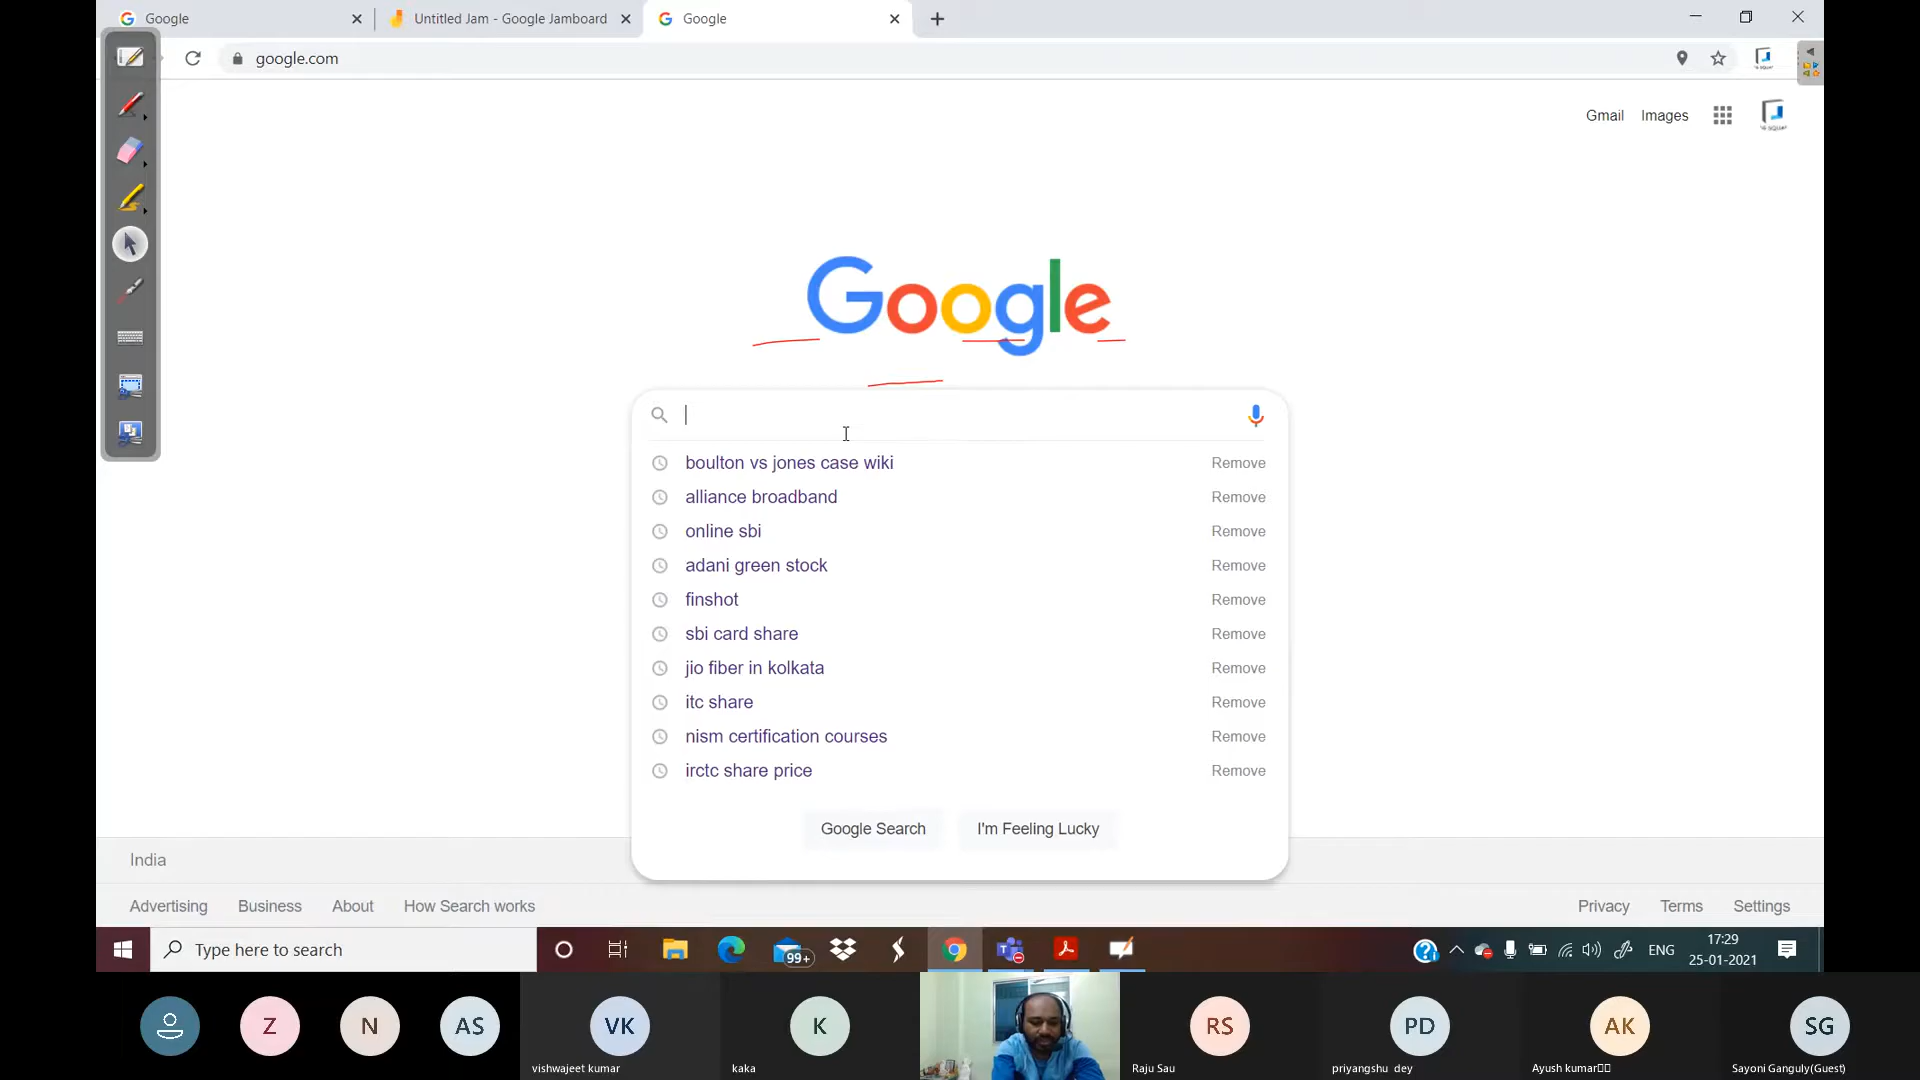 Google
Untitled Jam - Google Jamboard
Google
google.com
Gmail
Images
Google
boulton vs jones case wiki
Remove
alliance broadband
Remove
online sbi
Remove
adani green stock
Remove
finshot
Remove
sbi card share
Remove
jio fiber in kolkata
Remove
itc share
Remove
nism certification courses
Remove
irctc share price
Remove
Google Search
I'm Feeling Lucky
India
Advertising
Business
About
How Search works
Privacy
Terms
Settings
Type here to search
99+
ENG
17:29
25-01-2021
Z
N
AS
VK
K
RS
PD
AK
SG
vishwajeet kumar
kaka
Raju Sau
priyangshu dey
Ayush kumar
Sayoni Ganguly(Guest)